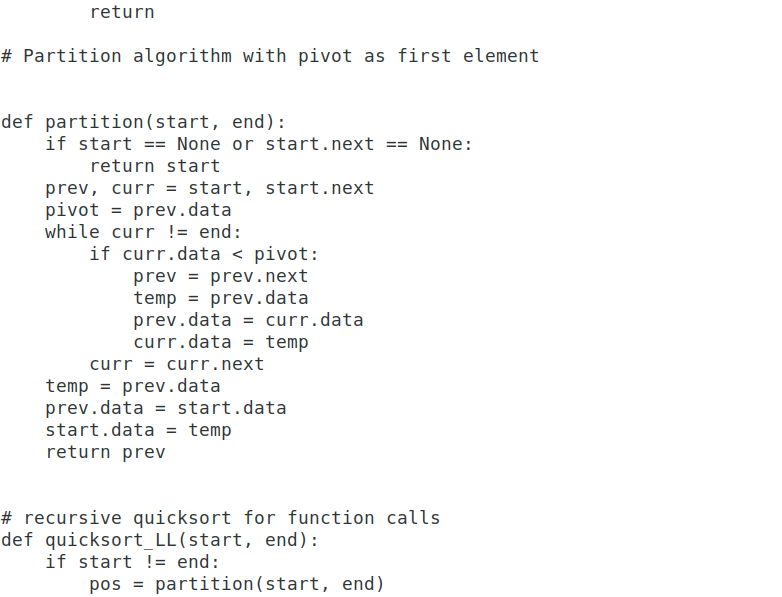 return
# Partition algorithm with pivot as first element
def partition(start, end):
    if start == None or start.next == None:
        return start
    prev, curr = start, start.next
    pivot = prev.data
    while curr != end:
        if curr.data < pivot:
            prev = prev.next
            temp = prev.data
            prev.data = curr.data
            curr.data = temp
        curr = curr.next
    temp = prev.data
    prev.data = start.data
    start.data = temp
    return prev
# recursive quicksort for function calls
def quicksort_LL(start, end):
    if start != end:
        pos = partition(start, end)